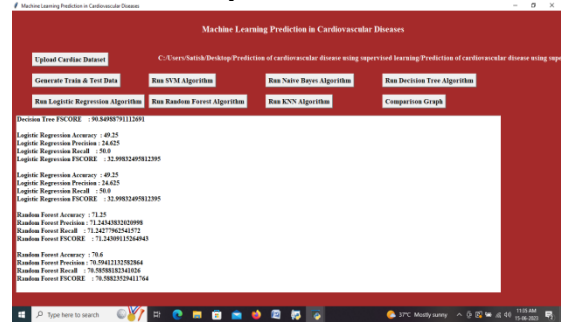 Machine Learning Prediction in Cardiovascular Diseases
Machine Learning Prediction in Cardiovascular Diseases
Upload Cardiac Dataset
C:/Users/Satish/Desktop/Prediction of cardiovascular disease using supervised learning/Prediction of cardiovascular disease using supe
Generate Train & Test Data
Run SVM Algorithm
Run Naive Bayes Algorithm
Run Decision Tree Algorithm
Run Logistic Regression Algorithm
Run Random Forest Algorithm
Run KNN Algorithm
Comparison Graph
Decision Tree FSCORE : 90.84988791112691
Logistic Regression Accuracy : 49.25
Logistic Regression Precision : 24.625
Logistic Regression Recall : 50.0
Logistic Regression FSCORE : 32.99832495812395
Logistic Regression Accuracy : 49.25
Logistic Regression Precision : 24.625
Logistic Regression Recall : 50.0
Logistic Regression FSCORE : 32.99832495812395
Random Forest Accuracy : 71.25
Random Forest Precision : 71.24343832020998
Random Forest Recall : 71.24277962541572
Random Forest FSCORE : 71.24309115264943
Random Forest Accuracy : 70.6
Random Forest Precision : 70.59412132582864
Random Forest Recall : 70.58588182341026
Random Forest FSCORE : 70.58823529411764
Type here to search
37°C Mostly sunny
11:05 AM
15-06-2023